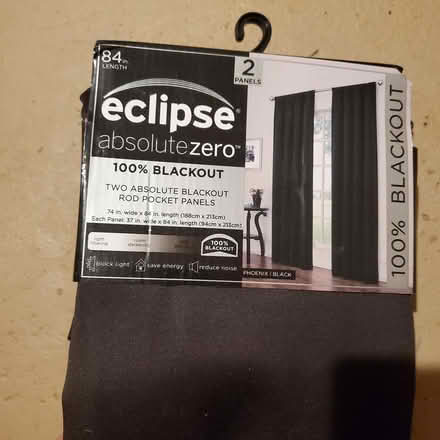 84 in.
LENGTH
2
PANELS
eclipse®
absolutezero™
100% BLACKOUT
TWO ABSOLUTE BLACKOUT
ROD POCKET PANELS
74 in. wide x 84 in. length (188cm x 213cm)
Each Panel: 37 in. wide x 84 in. length (94cm x 213cm)
100%
BLACKOUT
block light
save energy
reduce noise
PHOENIX | BLACK
100% BLACKOUT